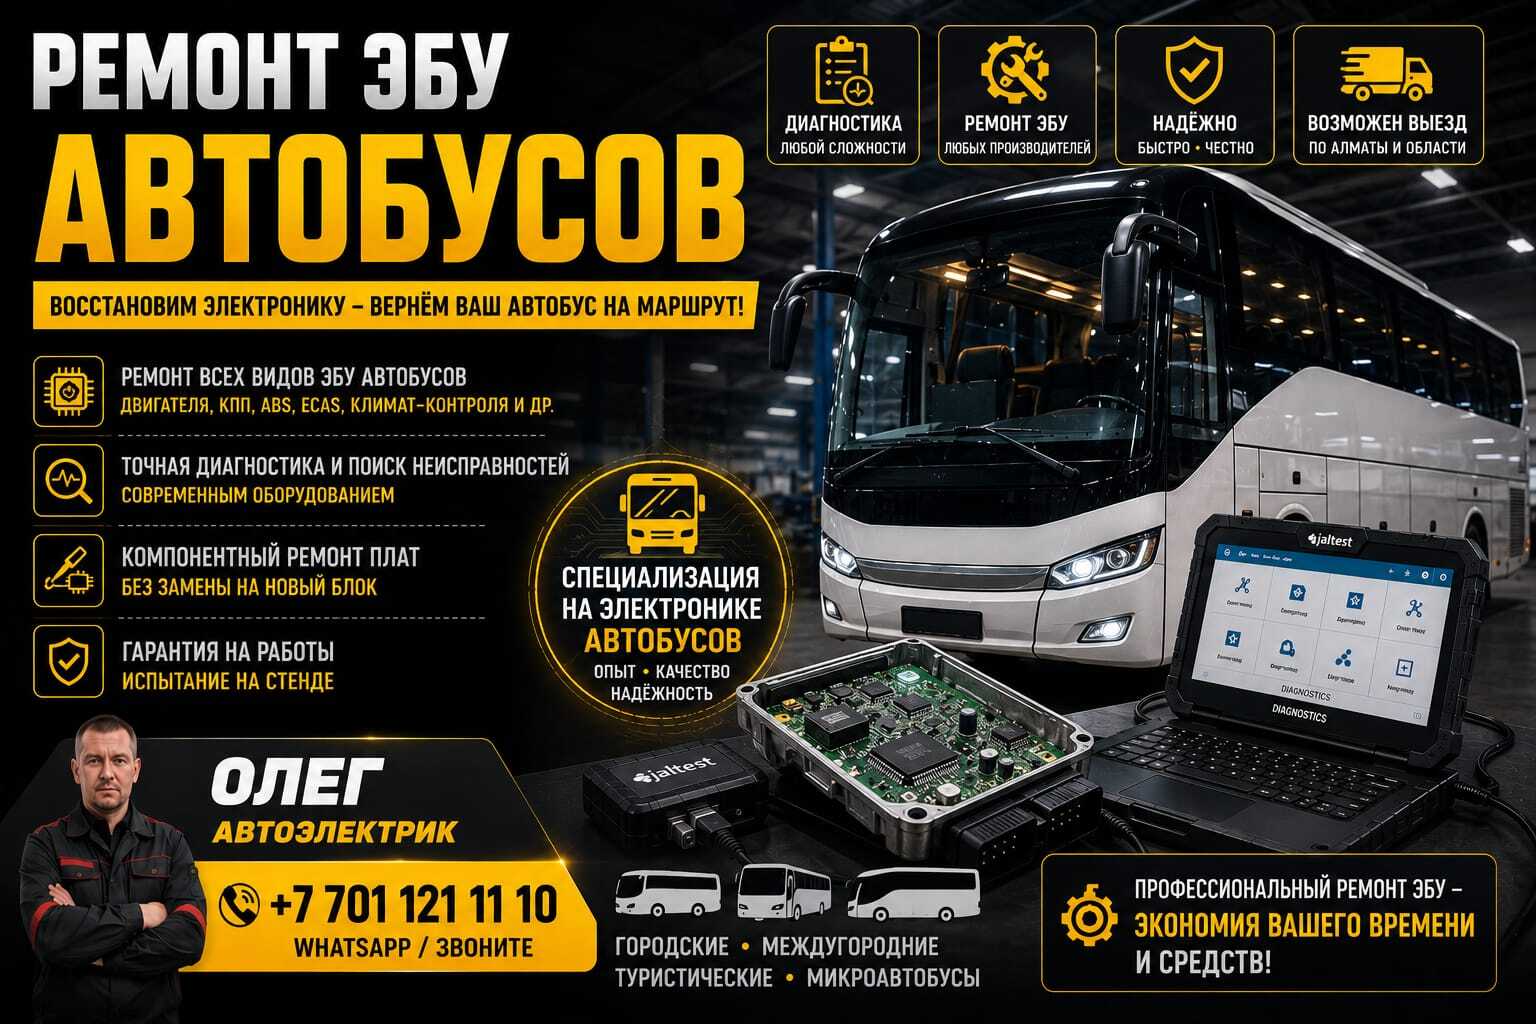 РЕМОНТ ЭБУ
АВТОБУСОВ
ВОССТАНОВИМ ЭЛЕКТРОНИКУ – ВЕРНЁМ ВАШ АВТОБУС НА МАРШРУТ!
ДИАГНОСТИКА
ЛЮБОЙ СЛОЖНОСТИ
РЕМОНТ ЭБУ
ЛЮБЫХ ПРОИЗВОДИТЕЛЕЙ
НАДЁЖНО
БЫСТРО • ЧЕСТНО
ВОЗМОЖЕН ВЫЕЗД
ПО АЛМАТЫ И ОБЛАСТИ
РЕМОНТ ВСЕХ ВИДОВ ЭБУ АВТОБУСОВ
ДВИГАТЕЛЯ, КПП, ABS, ECAS, КЛИМАТ-КОНТРОЛЯ И ДР.
ТОЧНАЯ ДИАГНОСТИКА И ПОИСК НЕИСПРАВНОСТЕЙ
СОВРЕМЕННЫМ ОБОРУДОВАНИЕМ
КОМПОНЕНТНЫЙ РЕМОНТ ПЛАТ
БЕЗ ЗАМЕНЫ НА НОВЫЙ БЛОК
ГАРАНТИЯ НА РАБОТЫ
ИСПЫТАНИЕ НА СТЕНДЕ
СПЕЦИАЛИЗАЦИЯ
НА ЭЛЕКТРОНИКЕ
АВТОБУСОВ
ОПЫТ • КАЧЕСТВО
НАДЁЖНОСТЬ
jaltest
DIAGNOSTICS
DIAGNOSTICS
jaltest
ОЛЕГ
АВТОЭЛЕКТРИК
+7 701 121 11 10
WHATSAPP / ЗВОНИТЕ
ГОРОДСКИЕ • МЕЖДУГОРОДНИЕ
ТУРИСТИЧЕСКИЕ • МИКРОАВТОБУСЫ
ПРОФЕССИОНАЛЬНЫЙ РЕМОНТ ЭБУ –
ЭКОНОМИЯ ВАШЕГО ВРЕМЕНИ
И СРЕДСТВ!